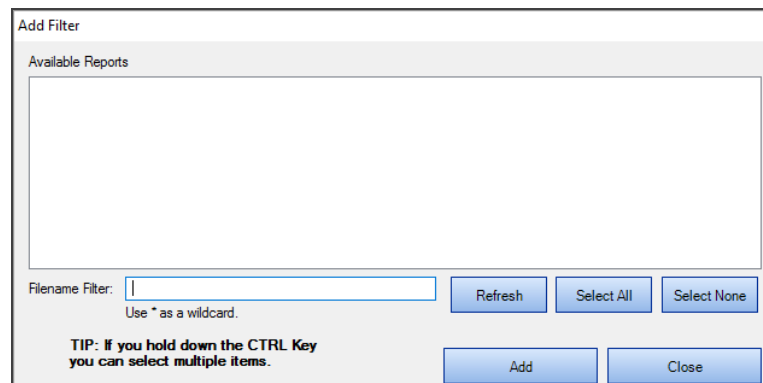 Add Filter
Available Reports
Filename Filter:
Refresh
Select All
Select None
Use * as a wildcard.
TIP: If you hold down the CTRL Key
you can select multiple items.
Add
Close